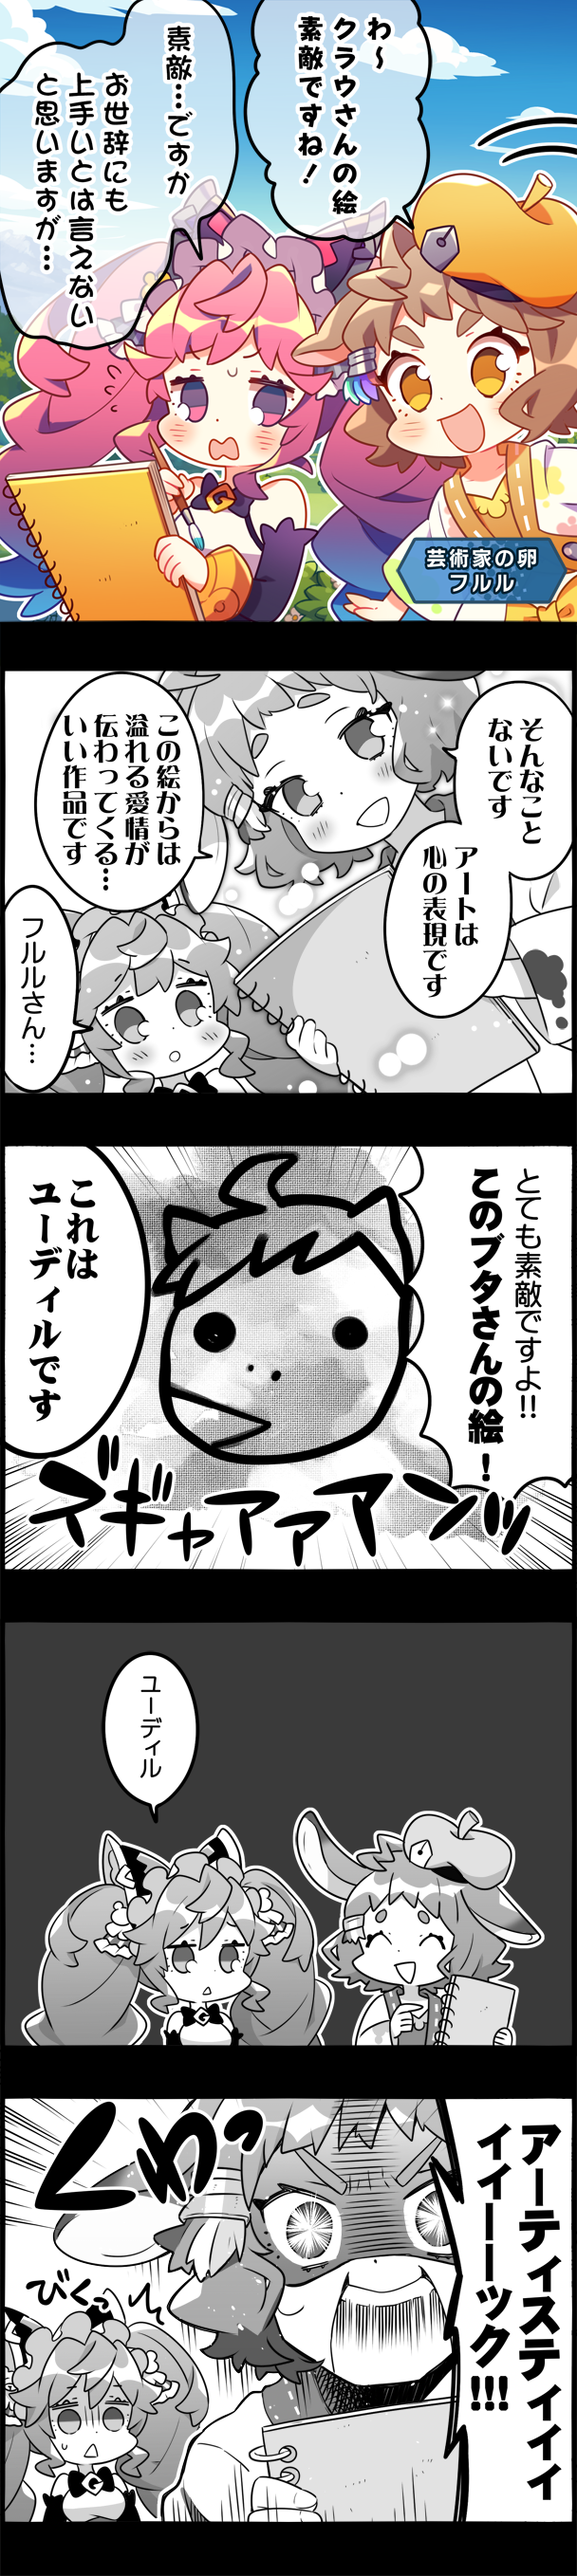 わ～
クラウさんの絵
素敵ですね！
素敵…ですか
お世辞にも
上手いとは言えない
と思いますが…
芸術家の卵
フルル
そんなこと
ないです
アートは
心の表現です
この絵からは
溢れる愛情が
伝わってくる…
いい作品です
フルルさん…
とても素敵ですよ!!
このブタさんの絵！
これは
ユーディルです
ズギャアアアンッ
ユーディル
アーティスティィィ
イイーーック!!!
くわっ
びくっ